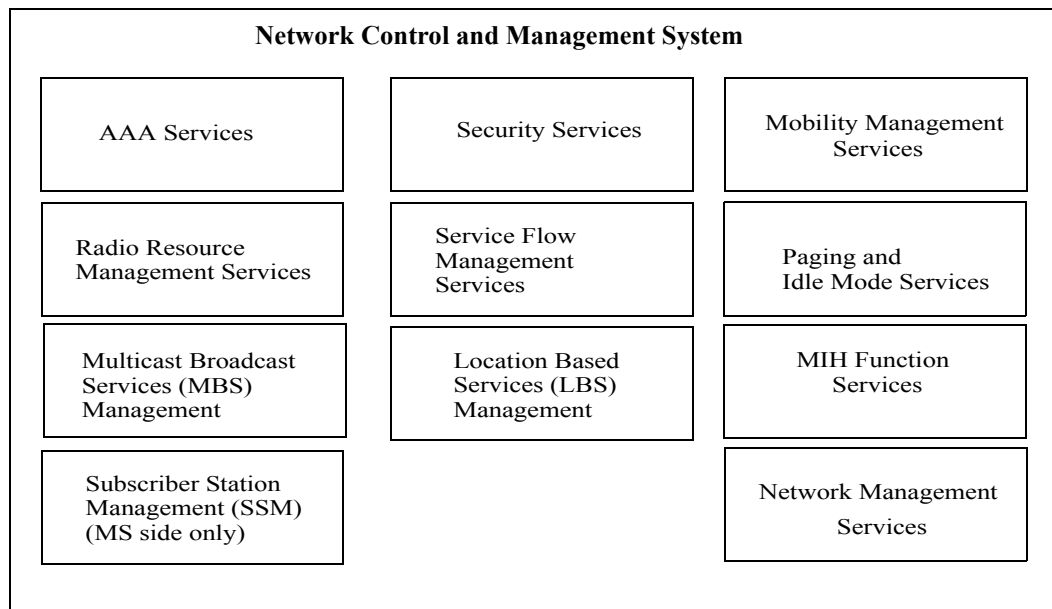 Network Control and Management System
AAA Services
Security Services
Mobility Management
Services
Radio Resource
Management Services
Service Flow
Management
Services
Paging and
Idle Mode Services
Multicast Broadcast
Services (MBS)
Management
Location Based
Services (LBS)
Management
MIH Function
Services
Subscriber Station
Management (SSM)
(MS side only)
Network Management
Services